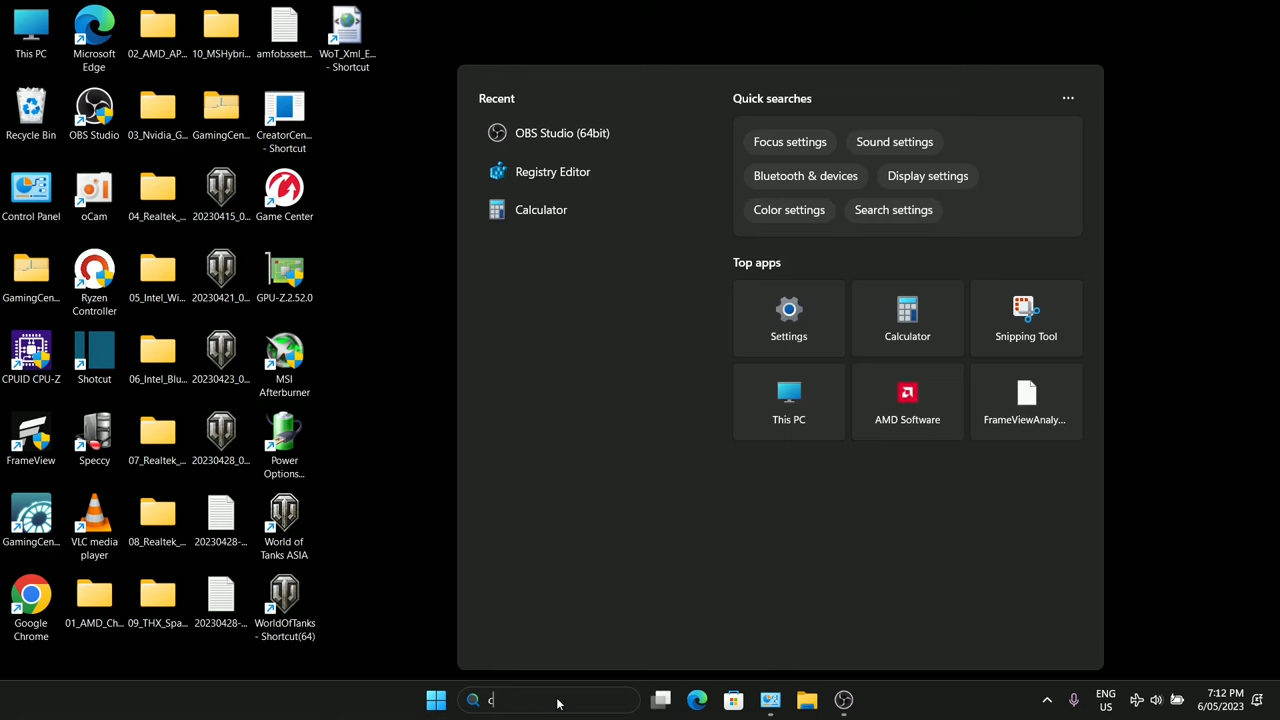 This PC
Microsoft
Edge
02_AMD_AP...
10_MSHybri...
amfobssett...
WoT_Xml_E...
- Shortcut
Recycle Bin
OBS Studio
03_Nvidia_G...
GamingCen...
CreatorCen...
- Shortcut
Control Panel
oCam
04_Realtek_...
20230415_0...
Game Center
GamingCen...
Ryzen
Controller
05_Intel_Wi...
20230421_0...
GPU-Z.2.52.0
CPUID CPU-Z
Shotcut
06_Intel_Blu...
20230423_0...
MSI
Afterburner
FrameView
Speccy
07_Realtek_...
20230428_0...
Power
Options...
GamingCen...
VLC media
player
08_Realtek_...
20230428-...
World of
Tanks ASIA
Google
Chrome
01_AMD_Ch...
09_THX_Spa...
20230428-...
WorldOfTanks
- Shortcut(64)
Recent
OBS Studio (64bit)
Registry Editor
Calculator
Quick searches
Focus settings
Sound settings
Bluetooth & devices
Display settings
Color settings
Search settings
Top apps
Settings
Calculator
Snipping Tool
This PC
AMD Software
FrameViewAnaly...
c
ENG
US
7:12 PM
6/05/2023